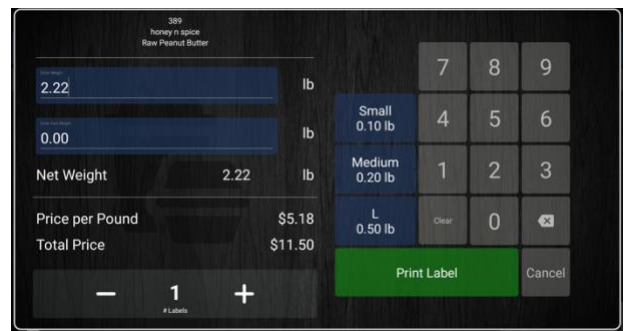 389
honey n spice
Raw Peanut Butter
2.22
lb
0.00
lb
Net Weight 2.22 lb
Price per Pound $5.18
Total Price $11.50
− 1 +
# Labels
7 8 9
Small
0.10 lb
4 5 6
Medium
0.20 lb
1 2 3
L
0.50 lb
Clear 0
Print Label
Cancel